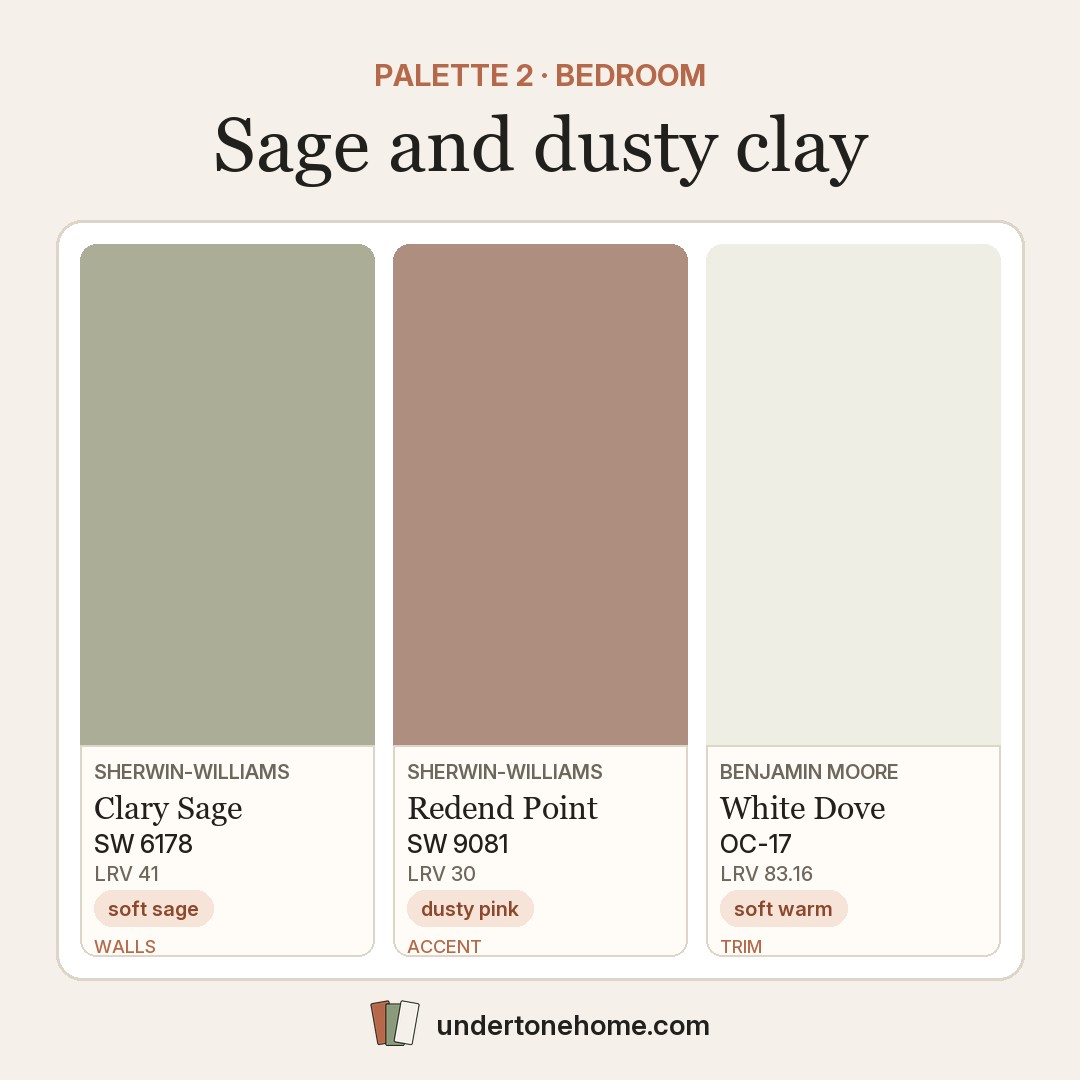 PALETTE 2 · BEDROOM
Sage and dusty clay
SHERWIN-WILLIAMS
Clary Sage
SW 6178
LRV 41
soft sage
WALLS
SHERWIN-WILLIAMS
Redend Point
SW 9081
LRV 30
dusty pink
ACCENT
BENJAMIN MOORE
White Dove
OC-17
LRV 83.16
soft warm
TRIM
undertonehome.com